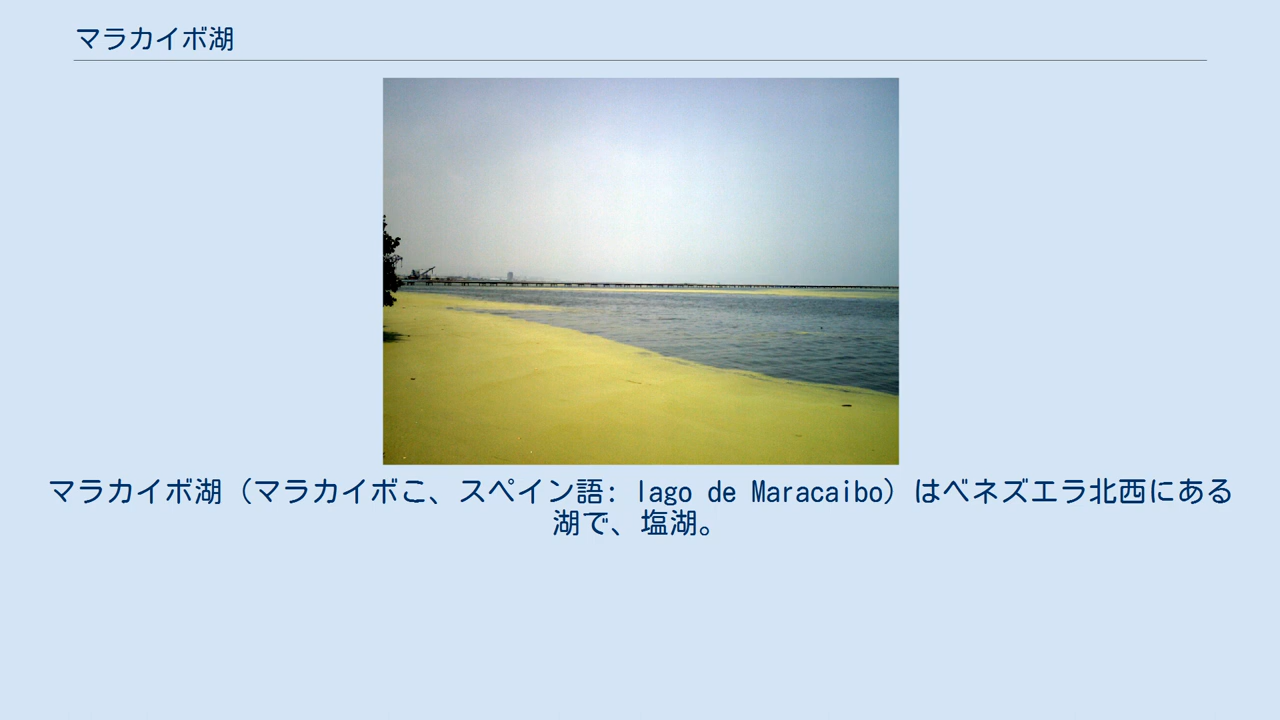 マラカイボ湖
マラカイボ湖（マラカイボこ、スペイン語: lago de Maracaibo）はベネズエラ北西にある
湖で、塩湖。